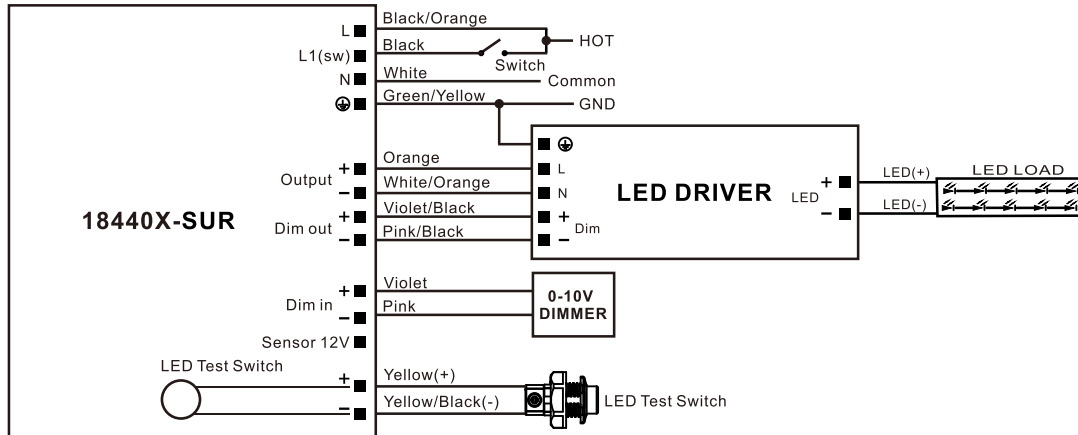 L
Black/Orange
HOT
L1(sw)
Black
Switch
N
White
Common
Green/Yellow
GND
Output
+
Orange
L
−
White/Orange
N
Dim out
+
Violet/Black
+
−
Pink/Black
−
Dim
18440X-SUR
LED DRIVER
LED
+
LED(+)
−
LED(-)
LED LOAD
Dim in
+
Violet
−
Pink
0-10V
DIMMER
Sensor 12V
LED Test Switch
+
Yellow(+)
−
Yellow/Black(-)
LED Test Switch